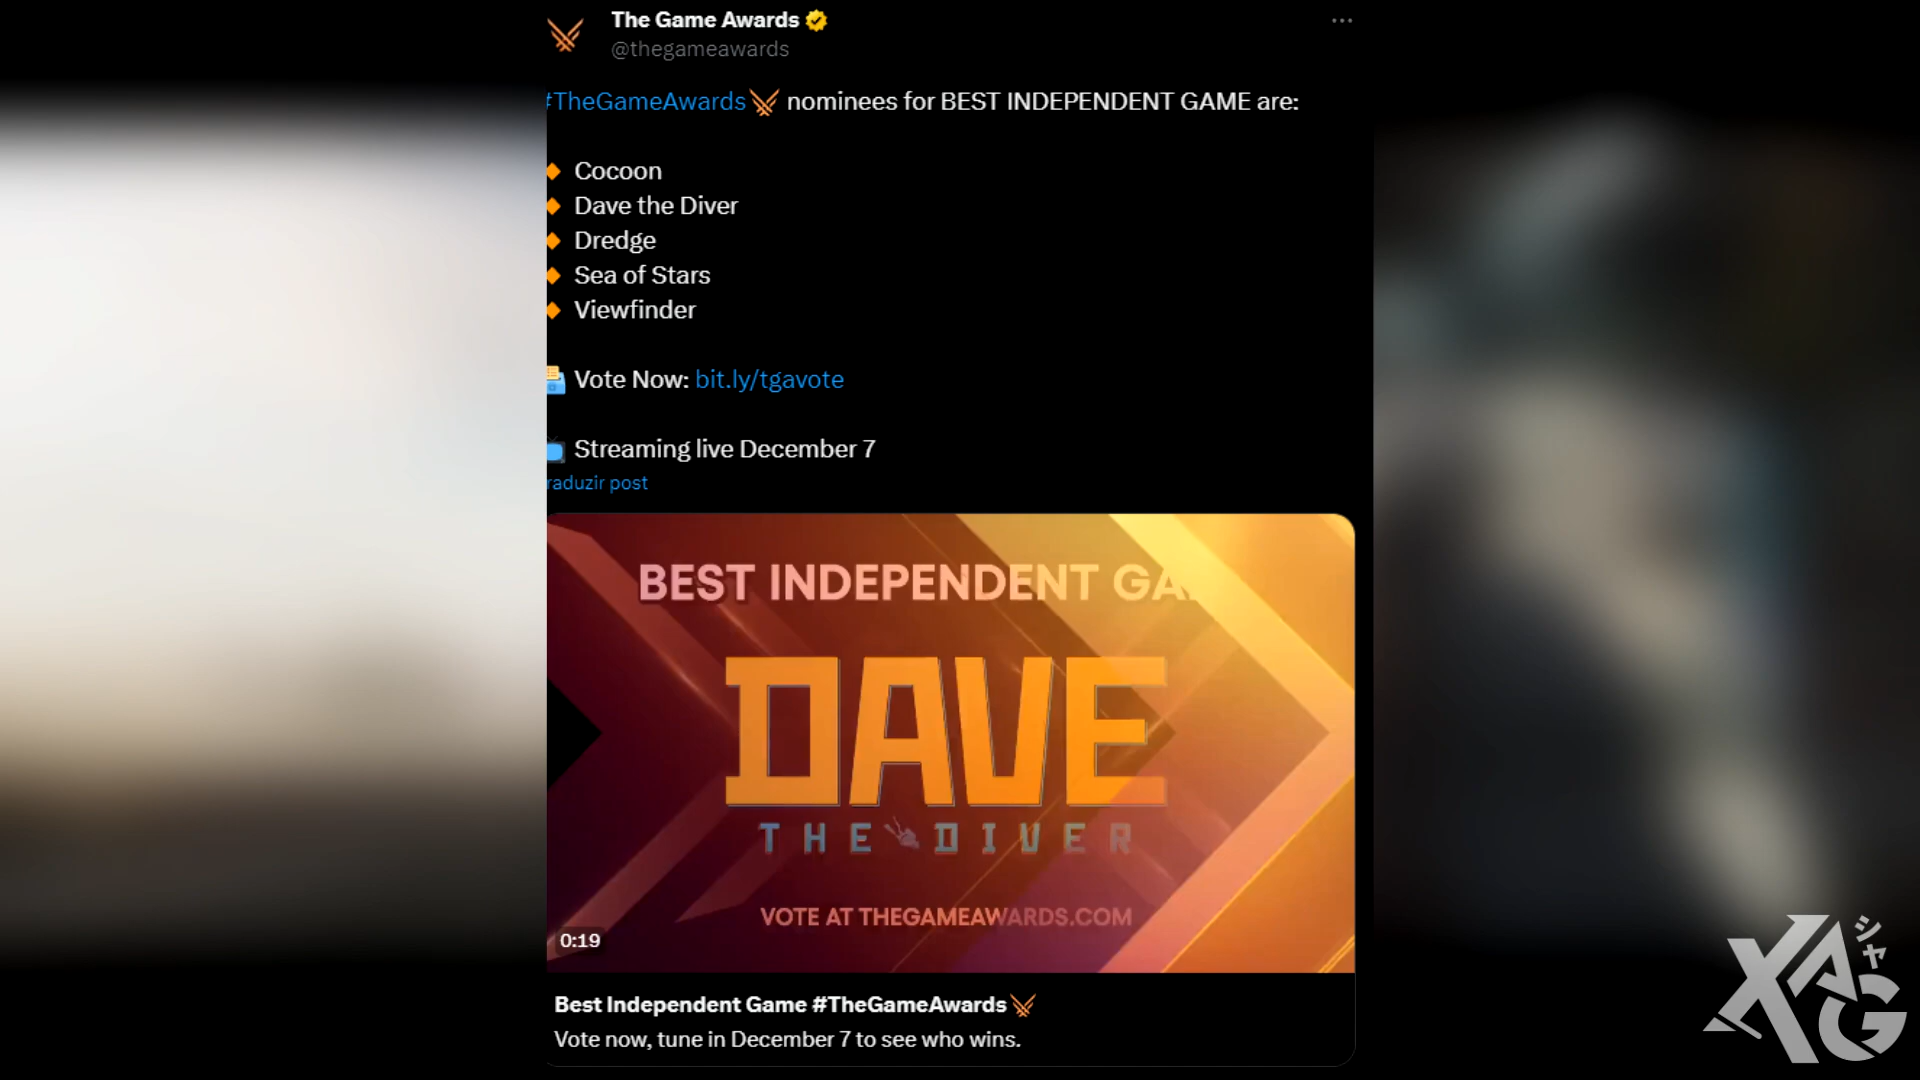 The Game Awards
@thegameawards
#TheGameAwards nominees for BEST INDEPENDENT GAME are:
Cocoon
Dave the Diver
Dredge
Sea of Stars
Viewfinder
Vote Now: bit.ly/tgavote
Streaming live December 7
raduzir post
BEST INDEPENDENT GA
DAVE
THE DIVER
VOTE AT THEGAMEAWARDS.COM
0:19
Best Independent Game #TheGameAwards
Vote now, tune in December 7 to see who wins.
XAG
シャ